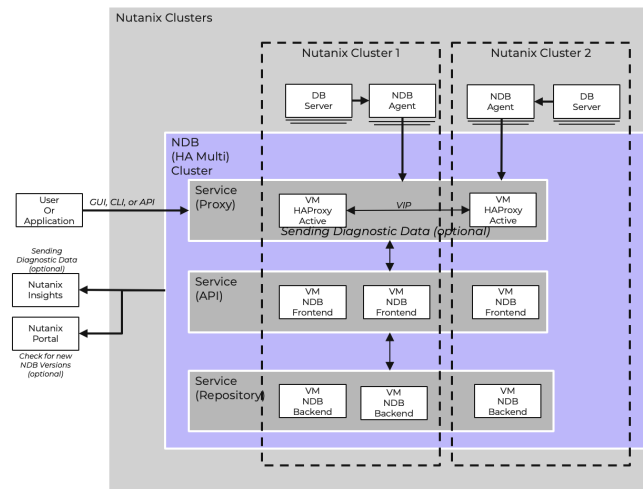 Nutanix Clusters
Nutanix Cluster 1
Nutanix Cluster 2
DB
Server
NDB
Agent
NDB
Agent
DB
Server
NDB
(HA Multi)
Cluster
User
Or
Application
GUI, CLI, or API
Service
(Proxy)
VM
HAProxy
Active
VIP
VM
HAProxy
Active
Sending Diagnostic Data (optional)
Sending
Diagnostic Data
(optional)
Nutanix
Insights
Nutanix
Portal
Check for new
NDB Versions
(optional)
Service
(API)
VM
NDB
Frontend
VM
NDB
Frontend
VM
NDB
Frontend
Service
(Repository)
VM
NDB
Backend
VM
NDB
Backend
VM
NDB
Backend